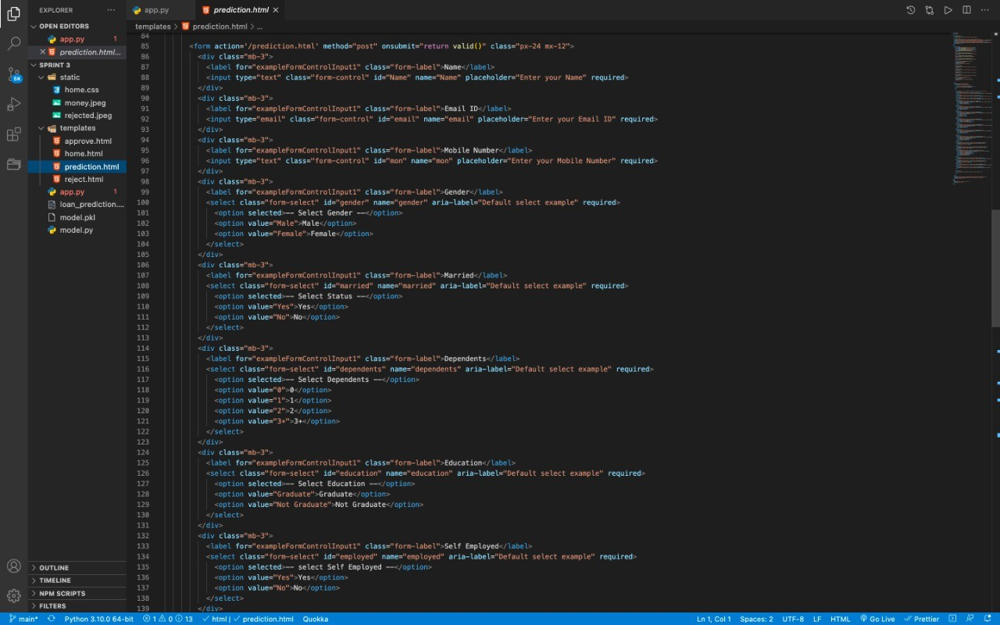 EXPLORER
OPEN EDITORS
app.py 1
prediction.html...
SPRINT 3
static
home.css
money.jpeg
rejected.jpeg
templates
approve.html
home.html
prediction.html
reject.html
app.py 1
loan_prediction....
model.pkl
model.py
OUTLINE
TIMELINE
NPM SCRIPTS
FILTERS
5K
app.py
prediction.html
templates > prediction.html > ...
84
85 <form action='/prediction.html' method="post" onsubmit="return valid()" class="px-24 mx-12">
86 <div class="mb-3">
87 <label for="exampleFormControlInput1" class="form-label">Name</label>
88 <input type="text" class="form-control" id="Name" name="Name" placeholder="Enter your Name" required>
89 </div>
90 <div class="mb-3">
91 <label for="exampleFormControlInput1" class="form-label">Email ID</label>
92 <input type="email" class="form-control" id="email" name="email" placeholder="Enter your Email ID" required>
93 </div>
94 <div class="mb-3">
95 <label for="exampleFormControlInput1" class="form-label">Mobile Number</label>
96 <input type="text" class="form-control" id="mon" name="mon" placeholder="Enter your Mobile Number" required>
97 </div>
98 <div class="mb-3">
99 <label for="exampleFormControlInput1" class="form-label">Gender</label>
100 <select class="form-select" id="gender" name="gender" aria-label="Default select example" required>
101 <option selected>-- Select Gender --</option>
102 <option value="Male">Male</option>
103 <option value="Female">Female</option>
104 </select>
105 </div>
106 <div class="mb-3">
107 <label for="exampleFormControlInput1" class="form-label">Married</label>
108 <select class="form-select" id="married" name="married" aria-label="Default select example" required>
109 <option selected>-- Select Status --</option>
110 <option value="Yes">Yes</option>
111 <option value="No">No</option>
112 </select>
113 </div>
114 <div class="mb-3">
115 <label for="exampleFormControlInput1" class="form-label">Dependents</label>
116 <select class="form-select" id="dependents" name="dependents" aria-label="Default select example" required>
117 <option selected>-- Select Dependents --</option>
118 <option value="0">0</option>
119 <option value="1">1</option>
120 <option value="2">2</option>
121 <option value="3+">3+</option>
122 </select>
123 </div>
124 <div class="mb-3">
125 <label for="exampleFormControlInput1" class="form-label">Education</label>
126 <select class="form-select" id="education" name="education" aria-label="Default select example" required>
127 <option selected>-- Select Education --</option>
128 <option value="Graduate">Graduate</option>
129 <option value="Not Graduate">Not Graduate</option>
130 </select>
131 </div>
132 <div class="mb-3">
133 <label for="exampleFormControlInput1" class="form-label">Self Employed</label>
134 <select class="form-select" id="employed" name="employed" aria-label="Default select example" required>
135 <option selected>-- select Self Employed --</option>
136 <option value="Yes">Yes</option>
137 <option value="No">No</option>
138 </select>
139 </div>
main* Python 3.10.0 64-bit 1 0 13 html | prediction.html Quokka Ln 1, Col 1 Spaces: 2 UTF-8 LF HTML Go Live Prettier